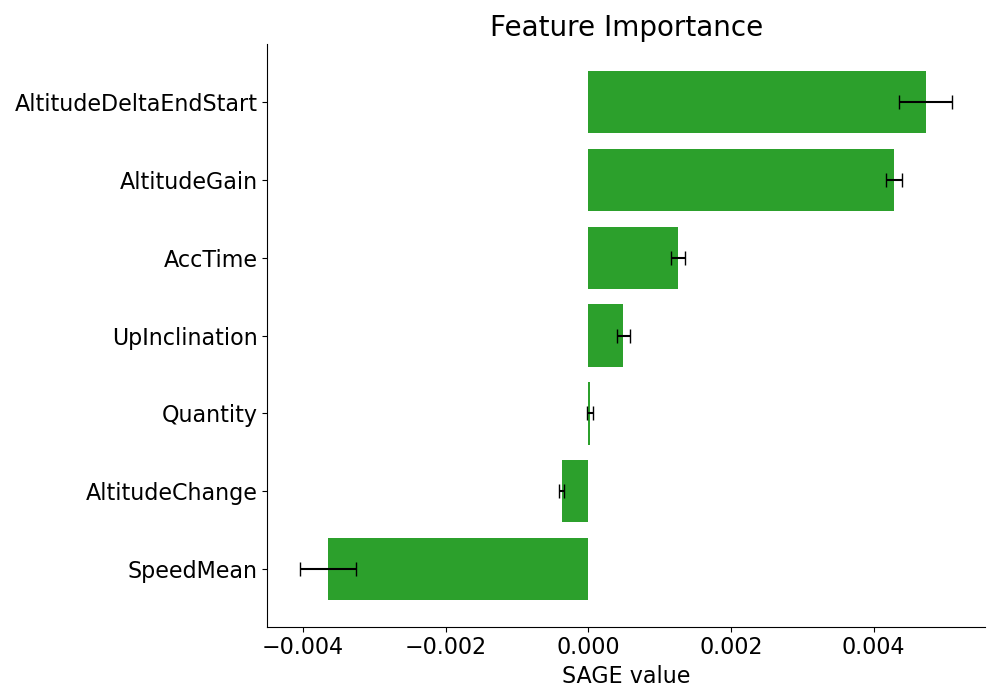 Feature Importance
AltitudeDeltaEndStart
AltitudeGain
AccTime
UpInclination
Quantity
AltitudeChange
SpeedMean
−0.004 −0.002 0.000 0.002 0.004
SAGE value